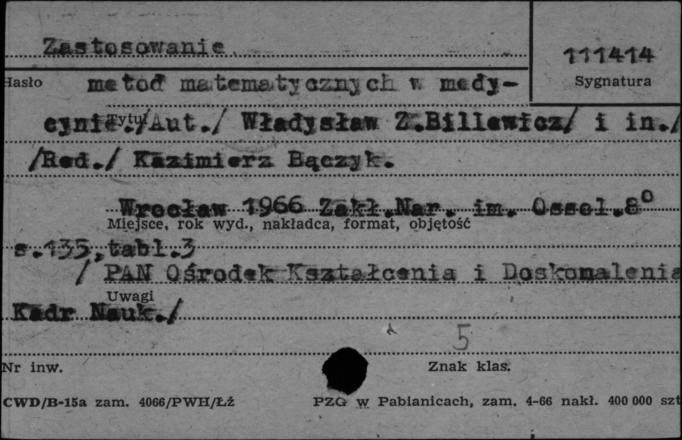 Zastosowanie
111414
Hasło metod matematycznych w medy-
Sygnatura
cynie./Aut./ Władysław Z.Billewicz/ i in./
Tytuł
/Red./ Kazimierz Bączyk.
Wrocław 1966 Zakł.Nar. im. Ossol.8°
Miejsce, rok wyd., nakładca, format, objętość
s.135,tabl.3
/ PAN Ośrodek Kształcenia i Doskonalenia
Uwagi
Kadr Nauk./
5
Nr inw.
Znak klas.
CWD/B-15a zam. 4066/PWH/Łź
PZG w Pabianicach, zam. 4-66 nakł. 400 000 szt